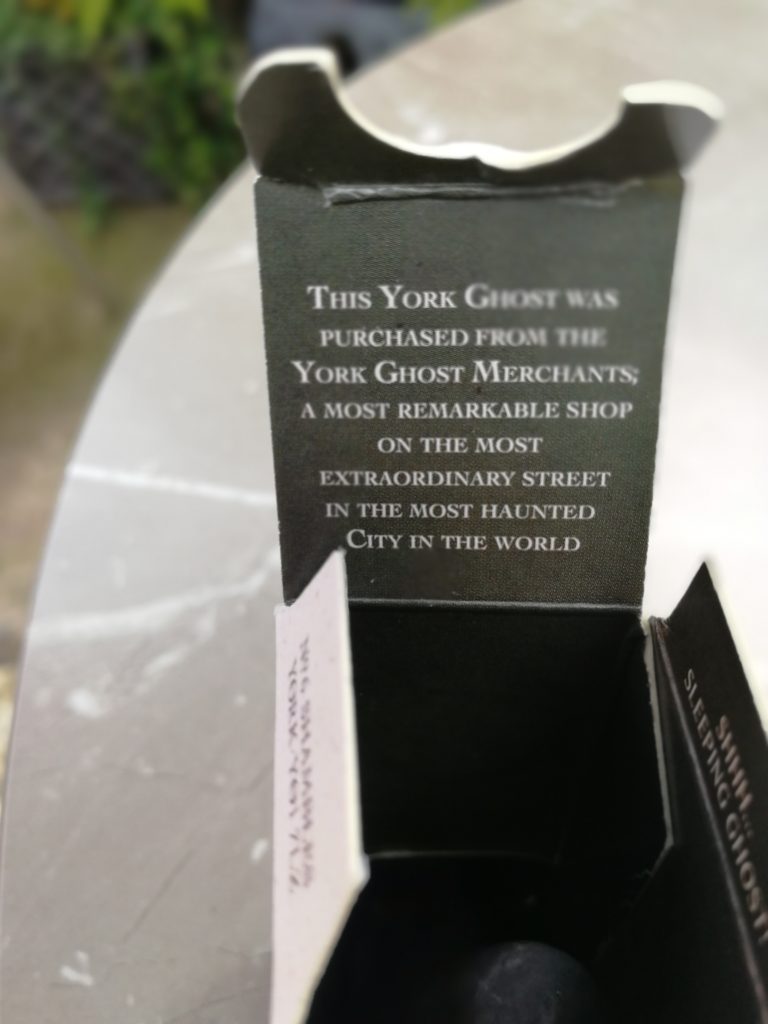 This York Ghost was
purchased from the
York Ghost Merchants;
a most remarkable shop
on the most
extraordinary street
in the most haunted
City in the world
Shhh...
Sleeping Ghost!